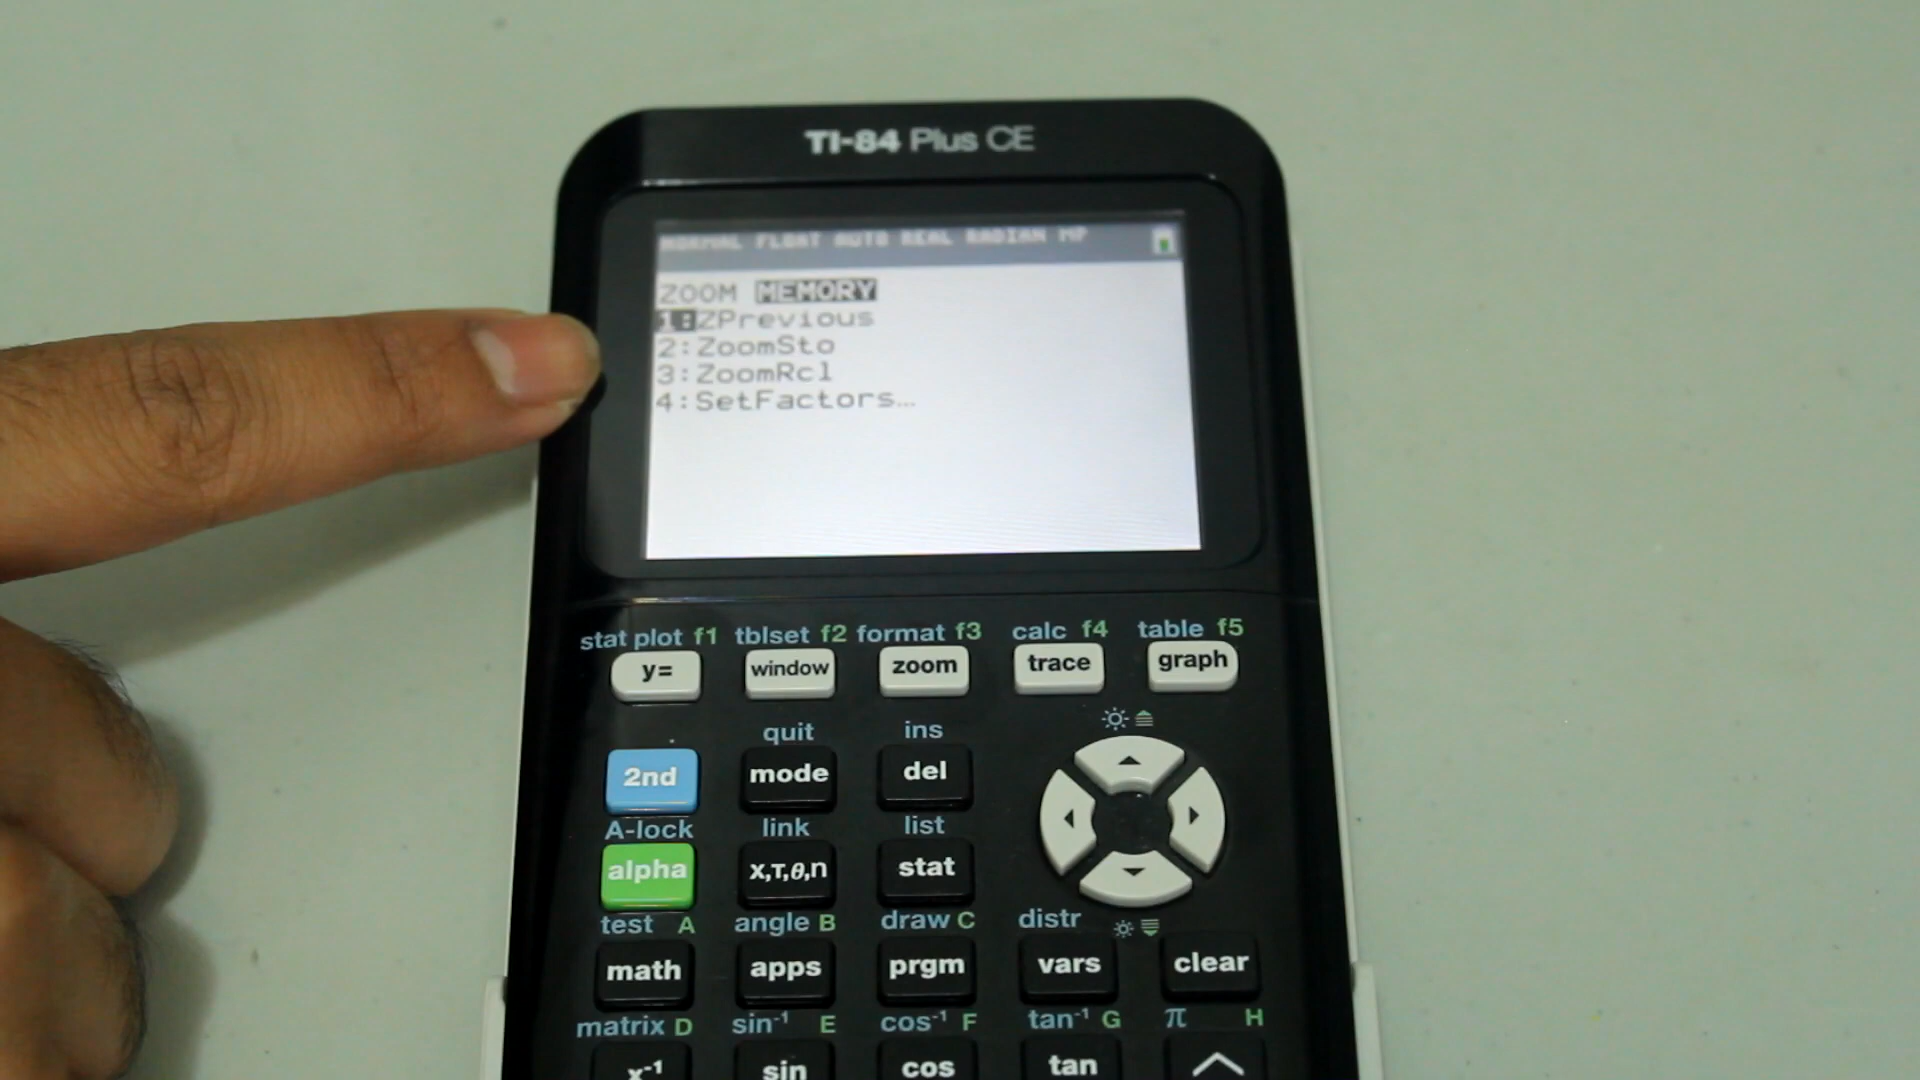 TI-84 Plus CE
NORMAL FLOAT AUTO REAL RADIAN MP
ZOOM MEMORY
1:ZPrevious
2:ZoomSto
3:ZoomRcl
4:SetFactors…
stat plot f1 tblset f2 format f3 calc f4 table f5
y= window zoom trace graph
quit ins
2nd mode del
A-lock link list
alpha X,T,θ,n stat
test A angle B draw C distr
math apps prgm vars clear
matrix D sin⁻¹ E cos⁻¹ F tan⁻¹ G π H
x⁻¹ sin cos tan ^